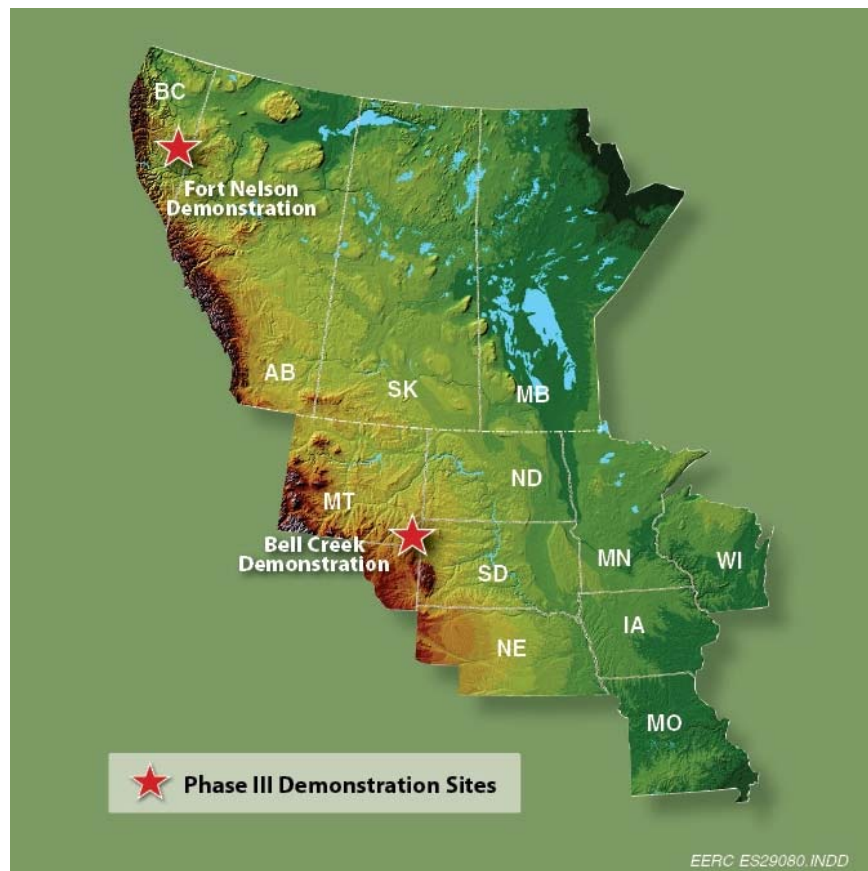 BC
Fort Nelson
Demonstration
AB
SK
MB
ND
MT
Bell Creek
Demonstration
SD
MN
WI
NE
IA
MO
Phase III Demonstration Sites
EERC ES29080.INDD